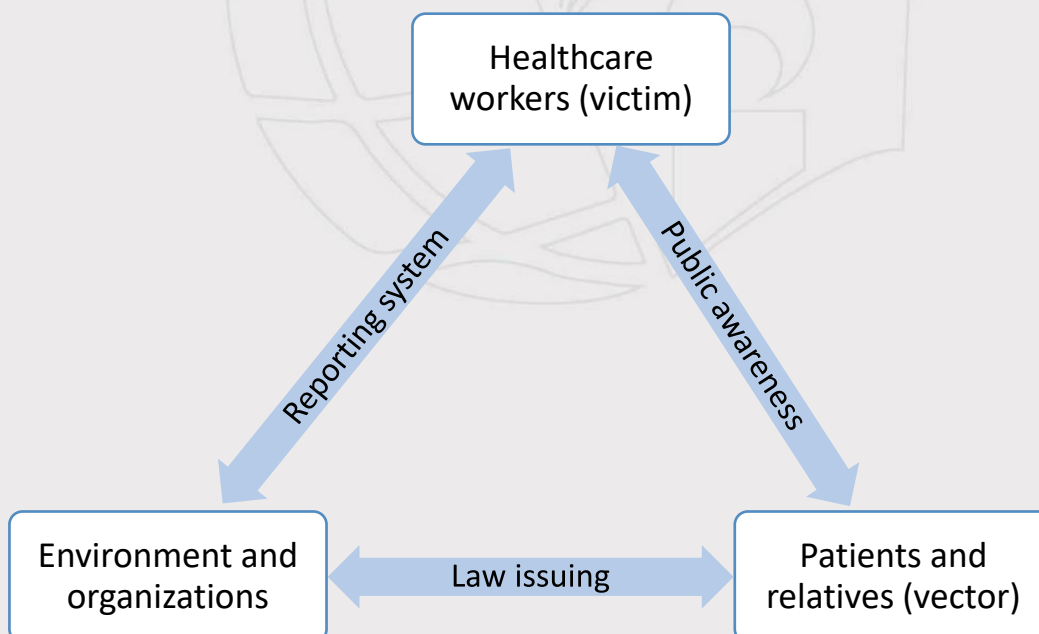 Healthcare
workers (victim)
Reporting system
Public awareness
Environment and
organizations
Law issuing
Patients and
relatives (vector)